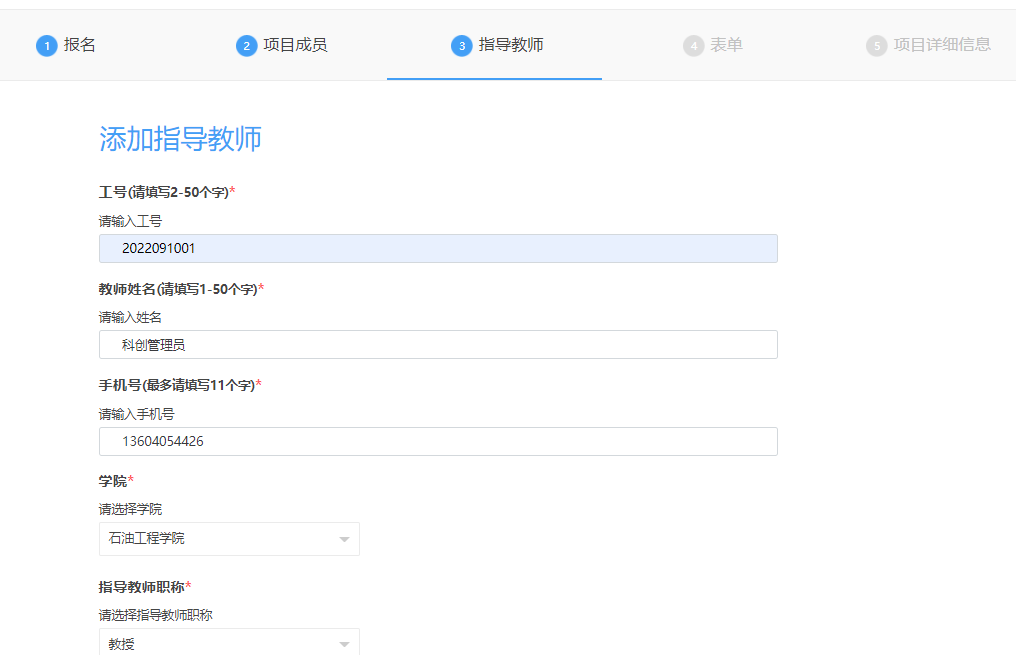 1 报名 2 项目成员 3 指导教师 4 表单 5 项目详细信息
添加指导教师
工号(请填写2-50个字)*
请输入工号
2022091001
教师姓名(请填写1-50个字)*
请输入姓名
科创管理员
手机号(最多请填写11个字)*
请输入手机号
13604054426
学院*
请选择学院
石油工程学院
指导教师职称*
请选择指导教师职称
教授